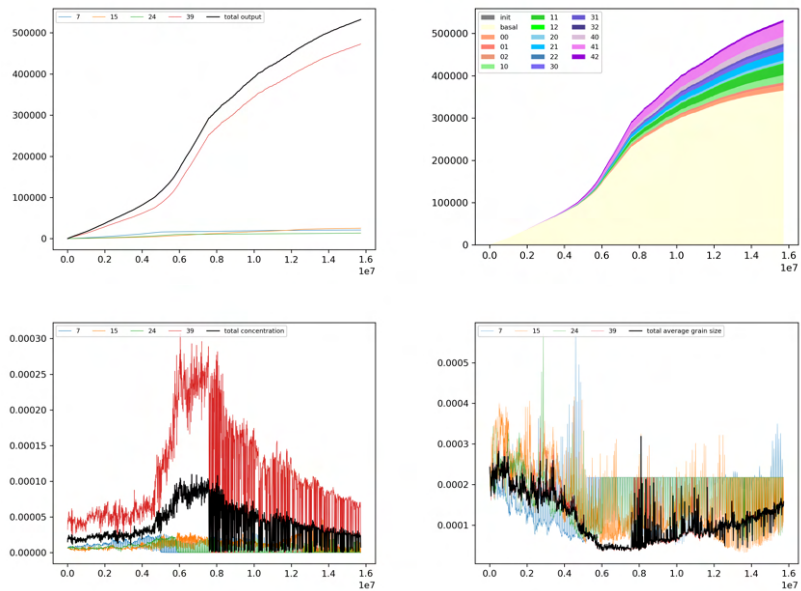 7 15 24 39 total output
500000
400000
300000
200000
100000
0
0.0 0.2 0.4 0.6 0.8 1.0 1.2 1.4 1.6
1e7
init 11 31
basal 12 32
00 20 40
01 21 41
02 22 42
10 30
500000
400000
300000
200000
100000
0
0.0 0.2 0.4 0.6 0.8 1.0 1.2 1.4 1.6
1e7
7 15 24 39 total concentration
0.00030
0.00025
0.00020
0.00015
0.00010
0.00005
0.00000
0.0 0.2 0.4 0.6 0.8 1.0 1.2 1.4 1.6
1e7
7 15 24 39 total average grain size
0.0005
0.0004
0.0003
0.0002
0.0001
0.0 0.2 0.4 0.6 0.8 1.0 1.2 1.4 1.6
1e7